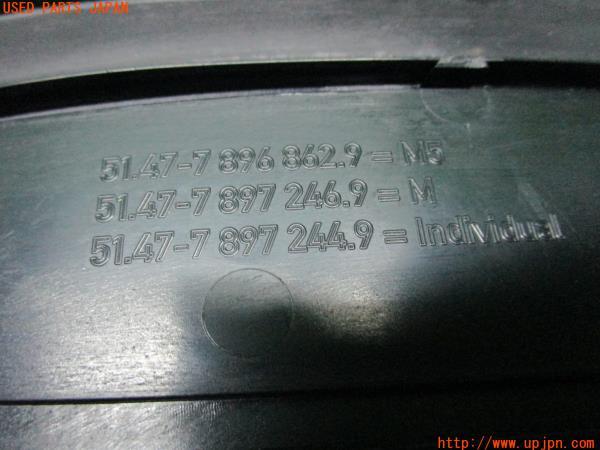 USED PARTS JAPAN
51.47-7 896 862.9 = M5
51.47-7 897 246.9 = M
51.47-7 897 244.9 = Individual
http://www.upjpn.com